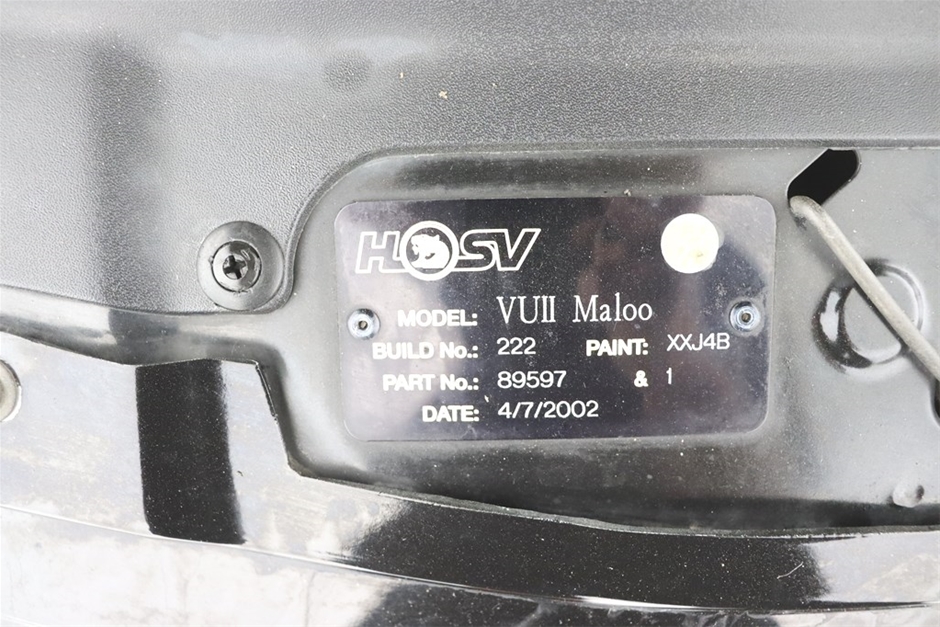 HSV
MODEL: VUII Maloo
BUILD No.: 222 PAINT: XXJ4B
PART No.: 89597 & 1
DATE: 4/7/2002